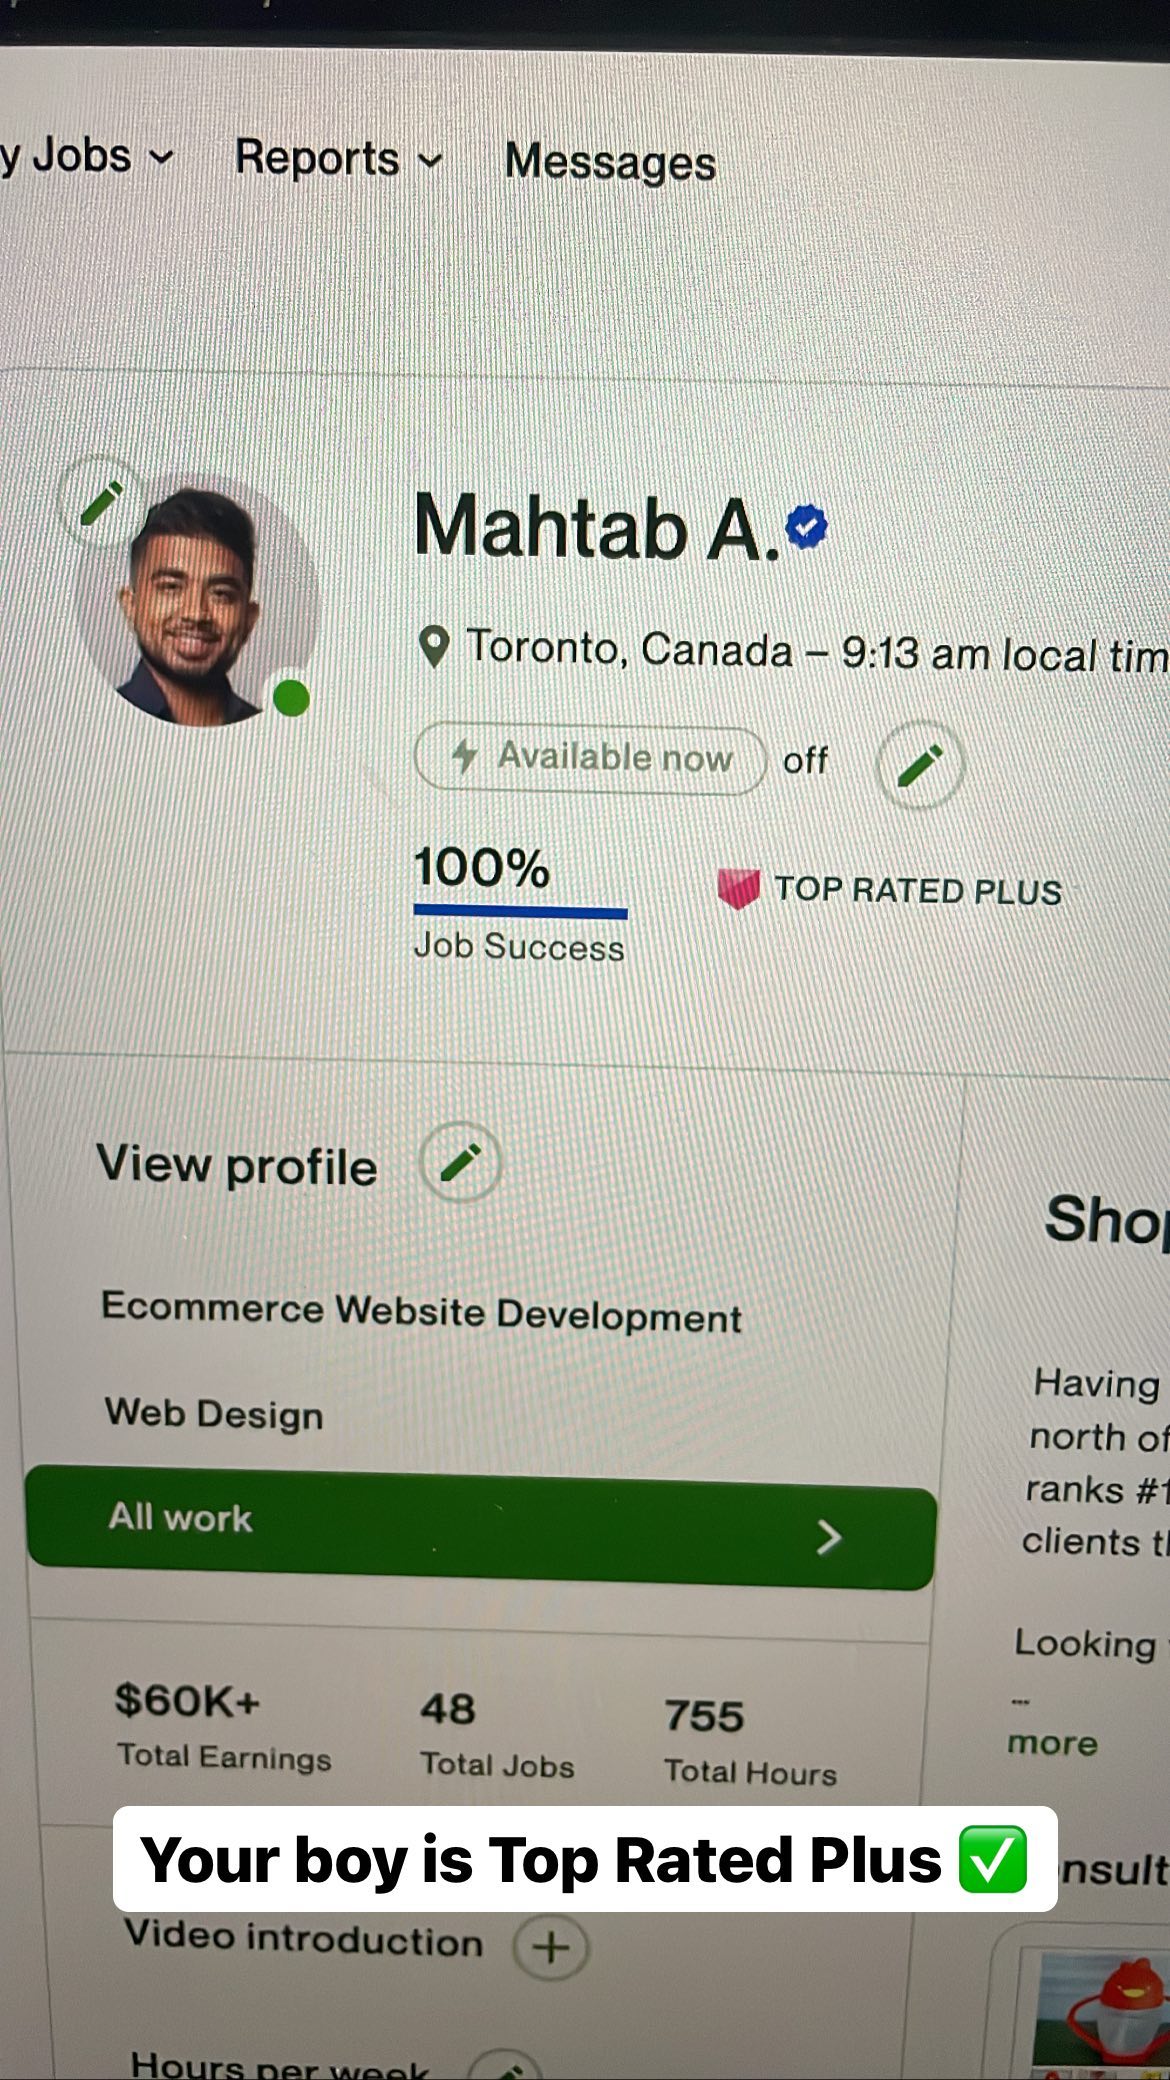 y Jobs Reports Messages
Mahtab A.
Toronto, Canada – 9:13 am local tim
Available now off
100%
TOP RATED PLUS
Job Success
View profile
Ecommerce Website Development
Web Design
All work
$60K+ 48 755
Total Earnings Total Jobs Total Hours
Your boy is Top Rated Plus ✅
Video introduction
Hours per week
Shop
Having
north of
ranks #1
clients th
Looking
...
more
onsult